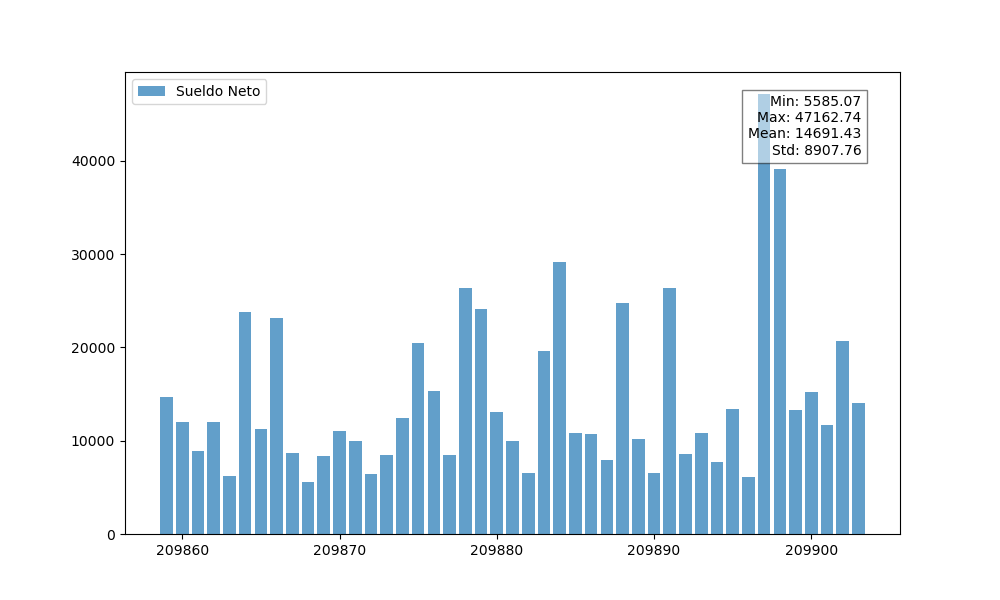 Sueldo Neto
Min: 5585.07
Max: 47162.74
Mean: 14691.43
Std: 8907.76
40000
30000
20000
10000
0
209860
209870
209880
209890
209900